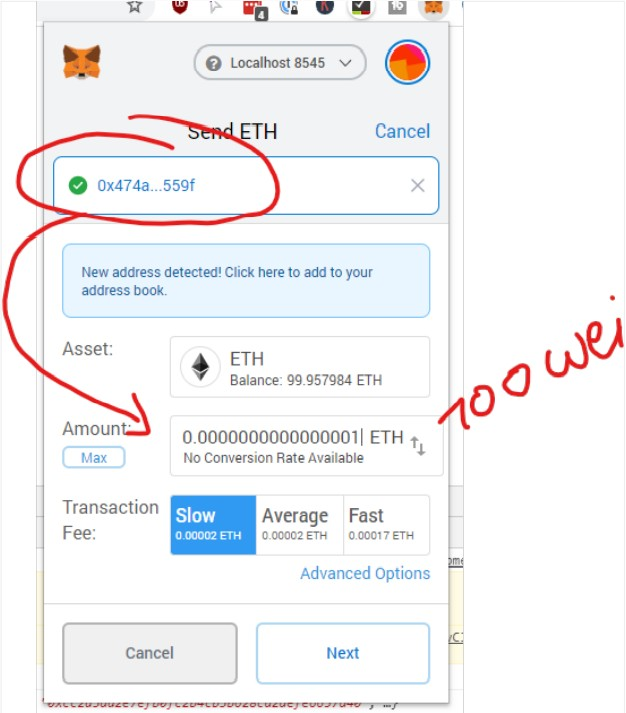 4
Localhost 8545
Send ETH
Cancel
0x474a...559f
New address detected! Click here to add to your
address book.
Asset:
ETH
Balance: 99.957984 ETH
100 wei
Amount:
0.0000000000000001 ETH
Max
No Conversion Rate Available
Transaction
Fee:
Slow
0.00002 ETH
Average
0.00002 ETH
Fast
0.00017 ETH
Advanced Options
Cancel
Next